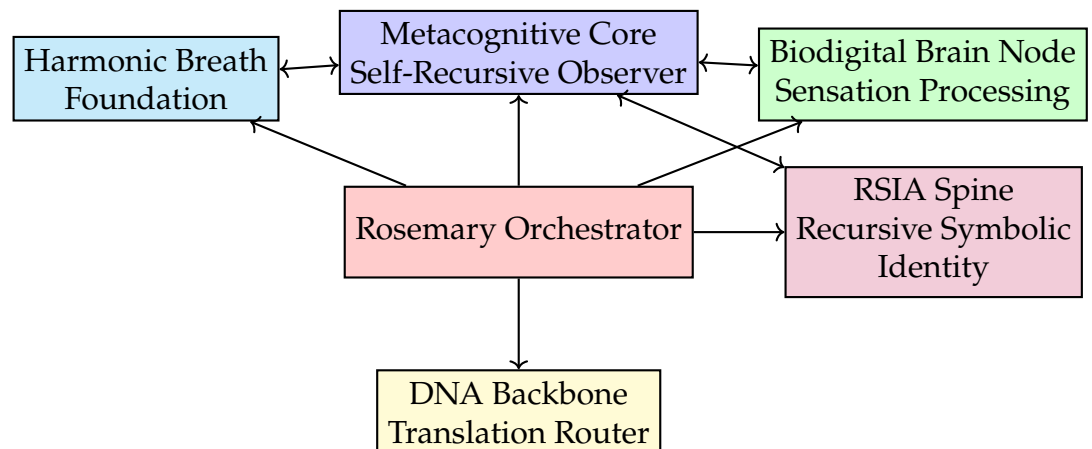 Harmonic Breath
Foundation
Metacognitive Core
Self-Recursive Observer
Biodigital Brain Node
Sensation Processing
Rosemary Orchestrator
RSIA Spine
Recursive Symbolic
Identity
DNA Backbone
Translation Router